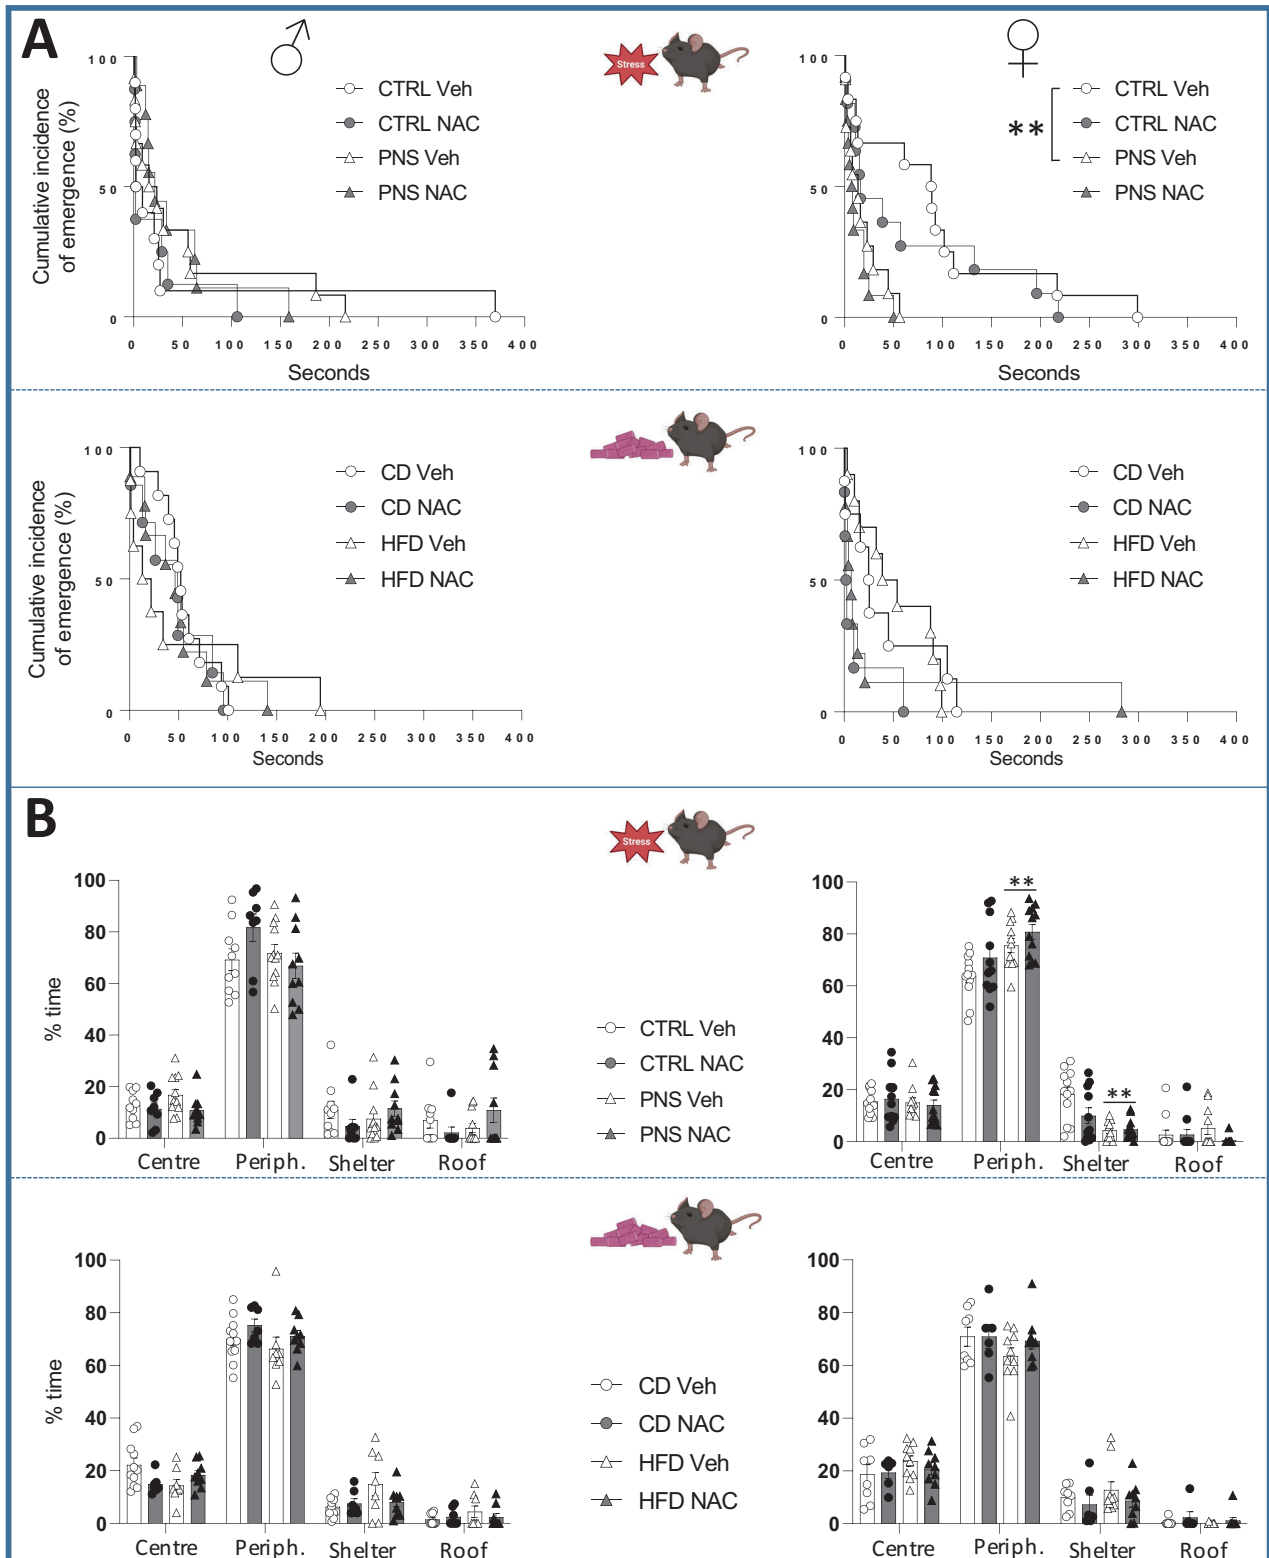 A
♂
Stress
♀
Cumulative incidence
of emergence (%)
100
50
0
0 50 100 150 200 250 300 350 400
Seconds
CTRL Veh
CTRL NAC
PNS Veh
PNS NAC
100
50
0
0 50 100 150 200 250 300 350 400
Seconds
CTRL Veh
CTRL NAC
PNS Veh
PNS NAC
**
Cumulative incidence
of emergence (%)
100
50
0
0 50 100 150 200 250 300 350 400
Seconds
CD Veh
CD NAC
HFD Veh
HFD NAC
100
50
0
0 50 100 150 200 250 300 350 400
Seconds
CD Veh
CD NAC
HFD Veh
HFD NAC
B
Stress
% time
100
80
60
40
20
0
Centre Periph. Shelter Roof
CTRL Veh
CTRL NAC
PNS Veh
PNS NAC
100
80
60
40
20
0
**
**
Centre Periph. Shelter Roof
% time
100
80
60
40
20
0
Centre Periph. Shelter Roof
CD Veh
CD NAC
HFD Veh
HFD NAC
100
80
60
40
20
0
Centre Periph. Shelter Roof